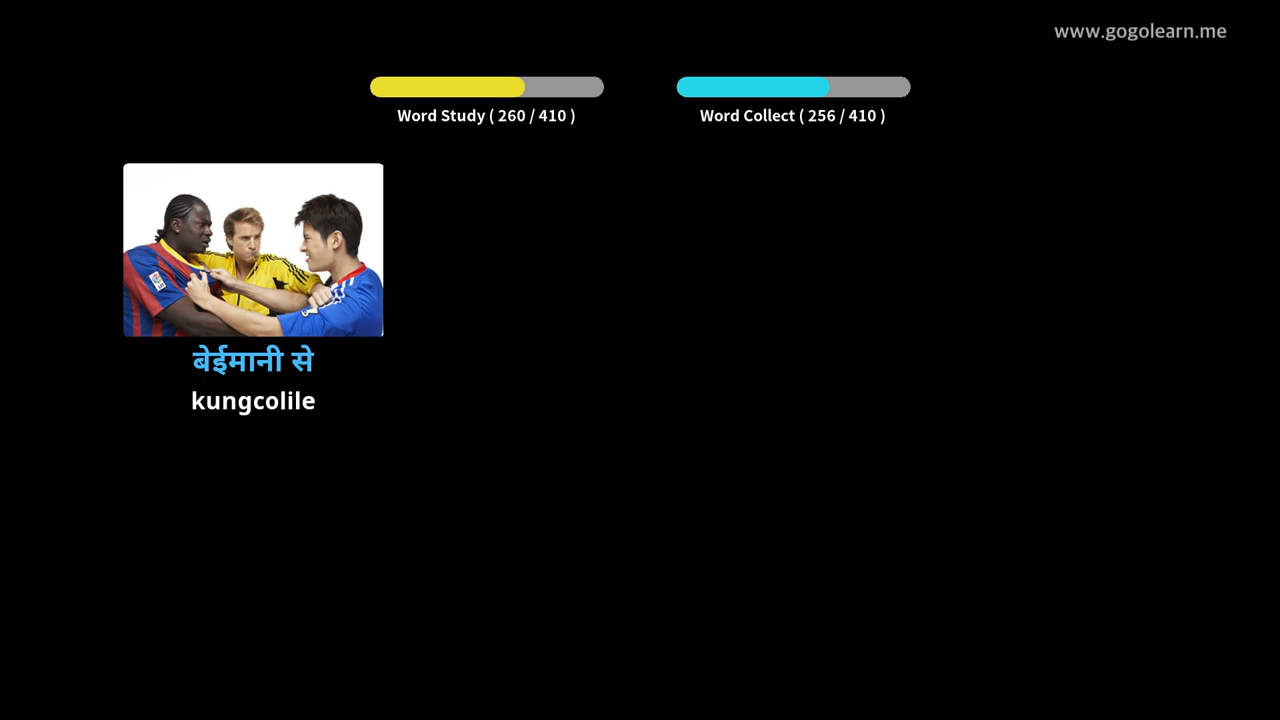 www.gogolearn.me
Word Study ( 260 / 410 )
Word Collect ( 256 / 410 )
बेईमानी से
kungcolile